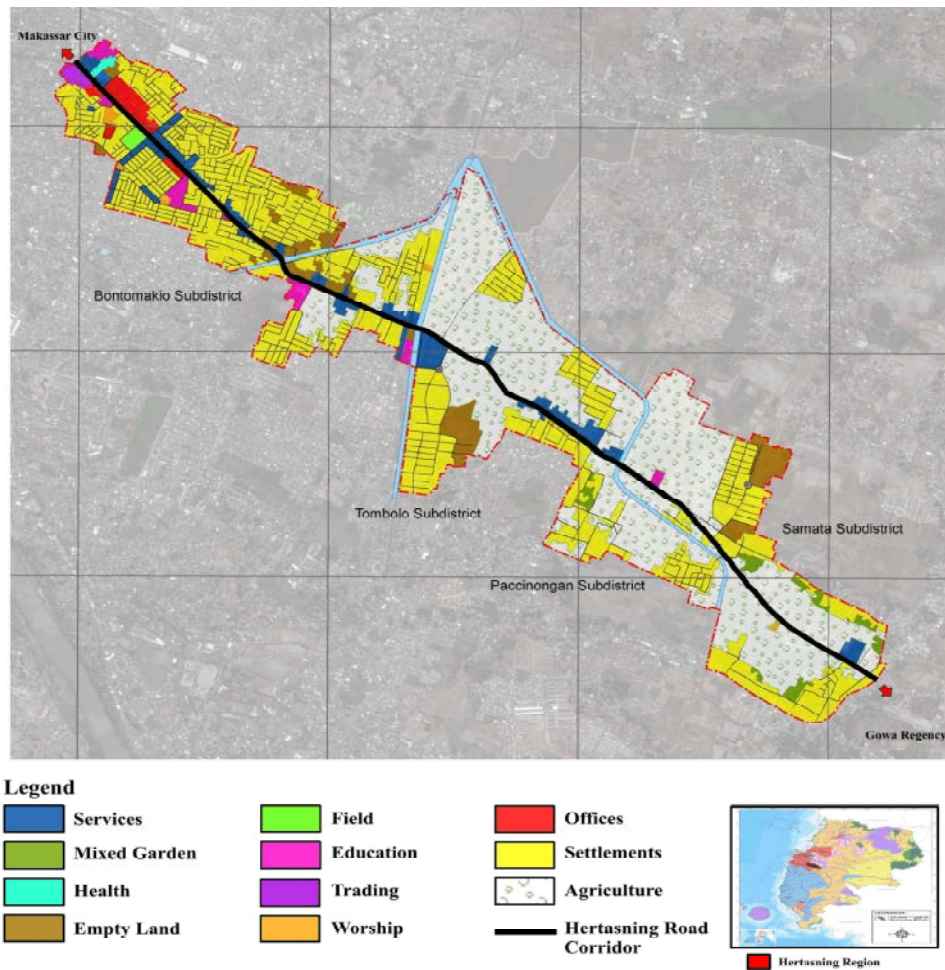 Makassar City
Bontomakio Subdistrict
Tombolo Subdistrict
Samata Subdistrict
Paccinongan Subdistrict
Gowa Regency
Legend
Services
Field
Offices
Mixed Garden
Education
Settlements
Health
Trading
Agriculture
Empty Land
Worship
Hertasning Road
Corridor
Hertasning Region